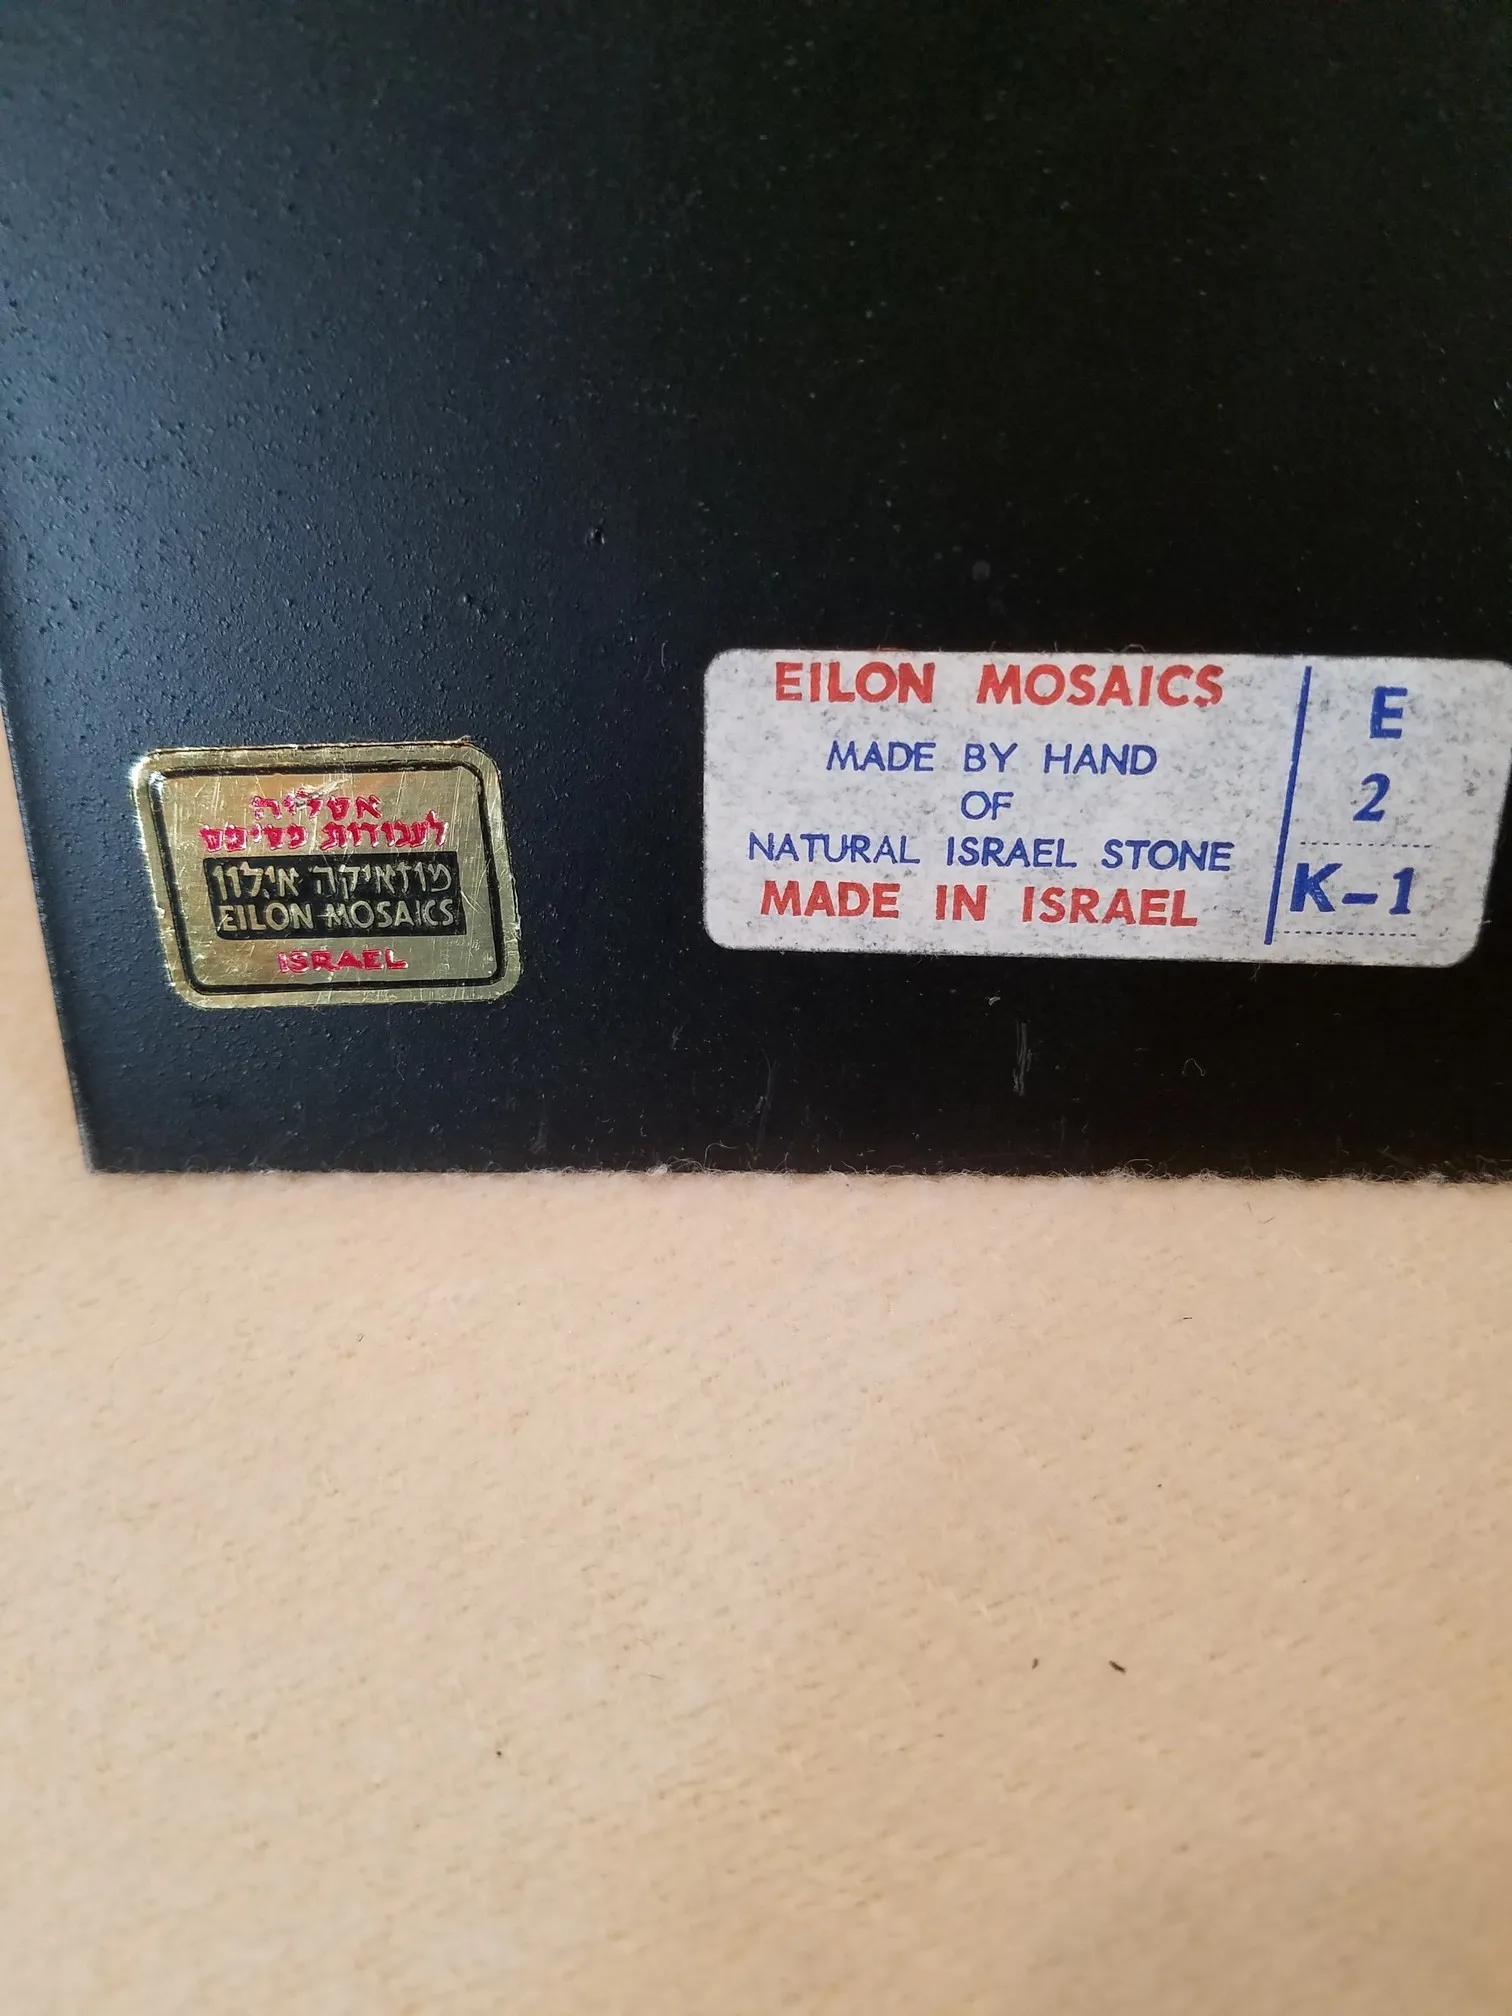 אטליה
לעבודות פסיפס
מוזאיקה אילון
EILON MOSAICS
ISRAEL
EILON MOSAICS
MADE BY HAND
OF
NATURAL ISRAEL STONE
MADE IN ISRAEL
E
2
K-1